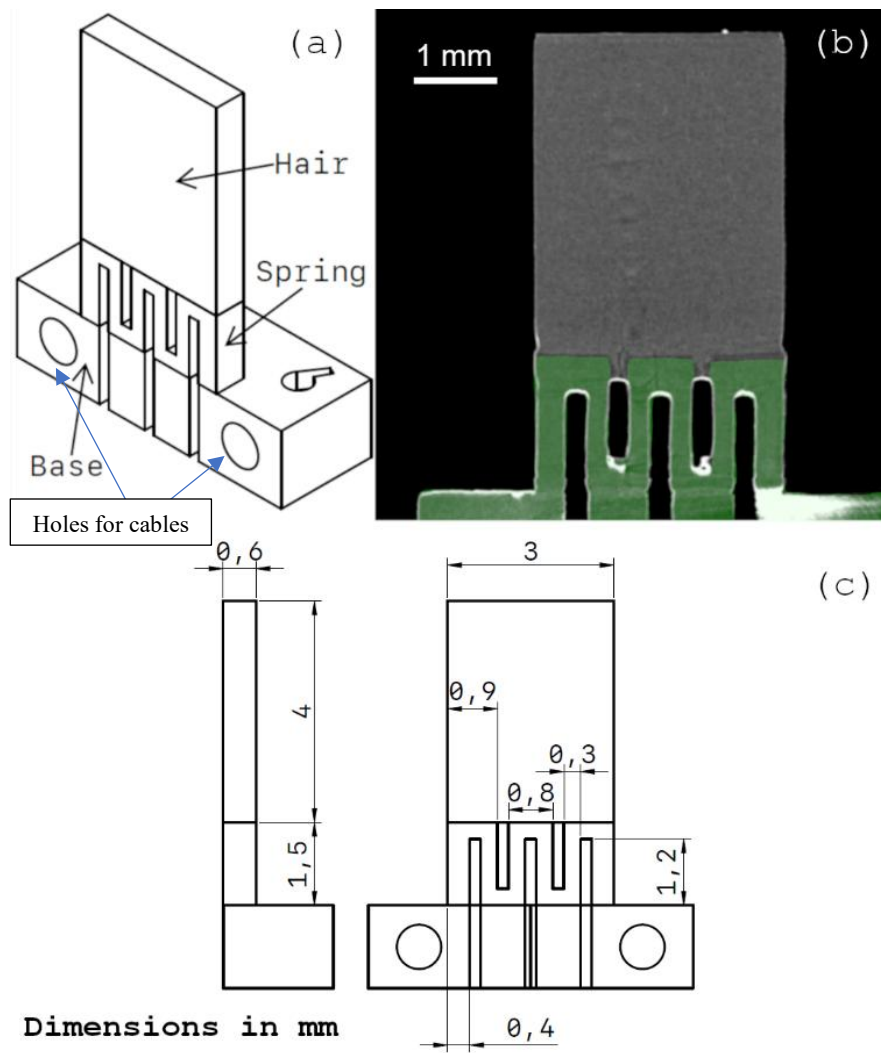 (a)
Hair
Spring
Base
Holes for cables
1 mm
(b)
(c)
0,6
3
4
0,9
0,3
0,8
1,5
1,2
0,4
Dimensions in mm